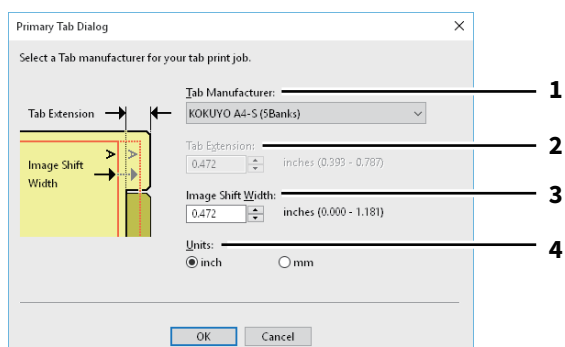 Primary Tab Dialog
Select a Tab manufacturer for your tab print job.
Tab Manufacturer:
KOKUYO A4-S (5Banks)
1
Tab Extension
Tab Extension:
0.472 inches (0.393 - 0.787)
2
A A
Image Shift
Width
Image Shift Width:
0.472 inches (0.000 - 1.181)
3
Units:
inch mm
4
OK Cancel